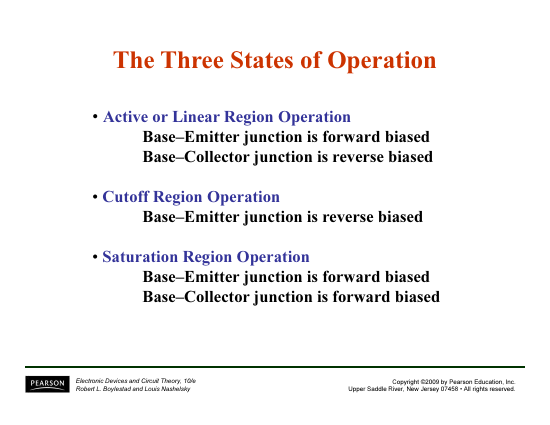 The Three States of Operation
• Active or Linear Region Operation
Base–Emitter junction is forward biased
Base–Collector junction is reverse biased
• Cutoff Region Operation
Base–Emitter junction is reverse biased
• Saturation Region Operation
Base–Emitter junction is forward biased
Base–Collector junction is forward biased
PEARSON
Electronic Devices and Circuit Theory, 10/e
Robert L. Boylestad and Louis Nashelsky
Copyright ©2009 by Pearson Education, Inc.
Upper Saddle River, New Jersey 07458 • All rights reserved.